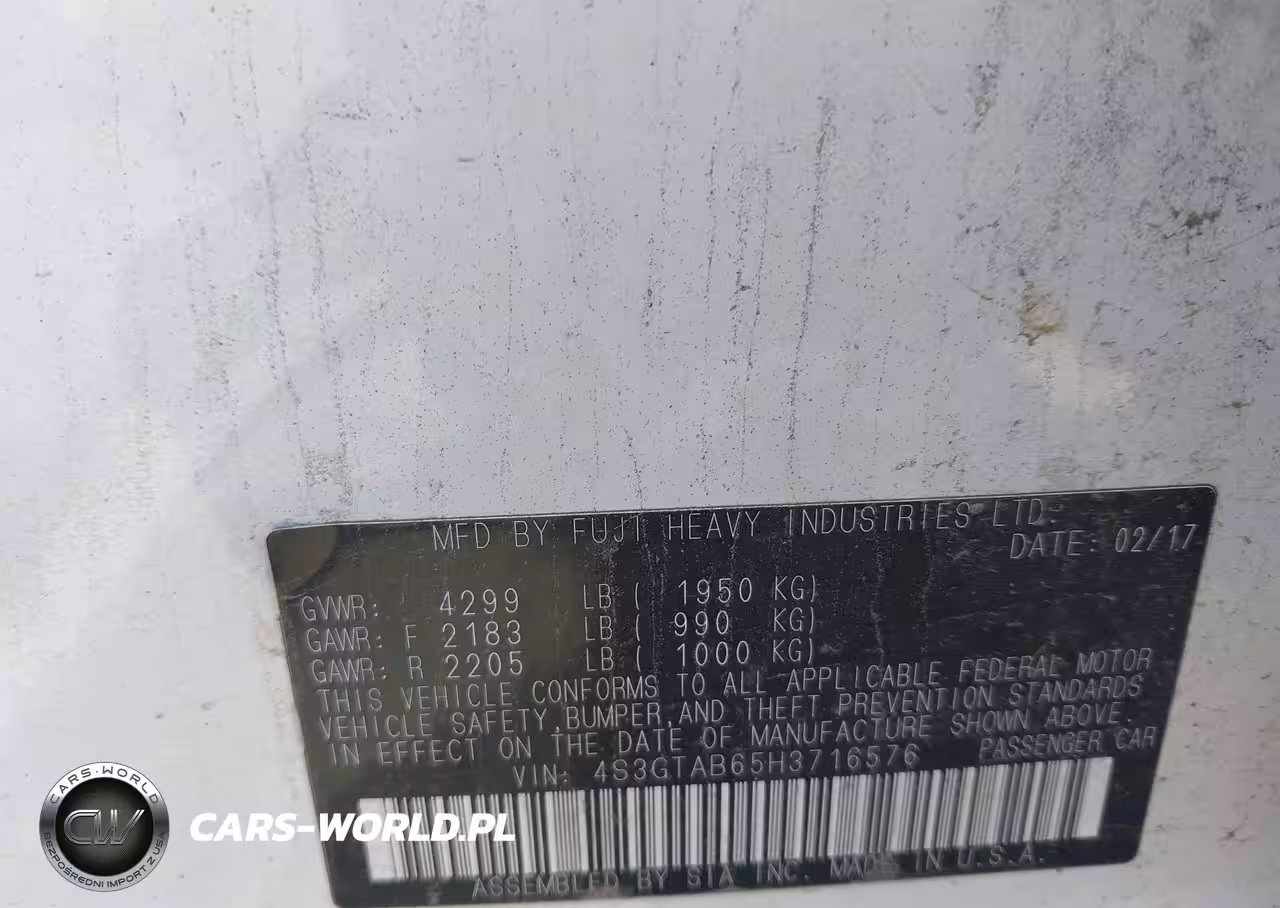 MFD BY FUJI HEAVY INDUSTRIES LTD.
DATE: 02/17
GVWR: 4299 LB ( 1950 KG)
GAWR: F 2183 LB ( 990 KG)
GAWR: R 2205 LB ( 1000 KG)
THIS VEHICLE CONFORMS TO ALL APPLICABLE FEDERAL MOTOR
VEHICLE SAFETY,BUMPER,AND THEFT PREVENTION STANDARDS
IN EFFECT ON THE DATE OF MANUFACTURE SHOWN ABOVE.
VIN: 4S3GTAB65H3716576 PASSENGER CAR
ASSEMBLED BY SIA INC. MADE IN U.S.A.
CARS-WORLD
CW
BEZPOŚREDNI IMPORT Z USA
CARS-WORLD.PL